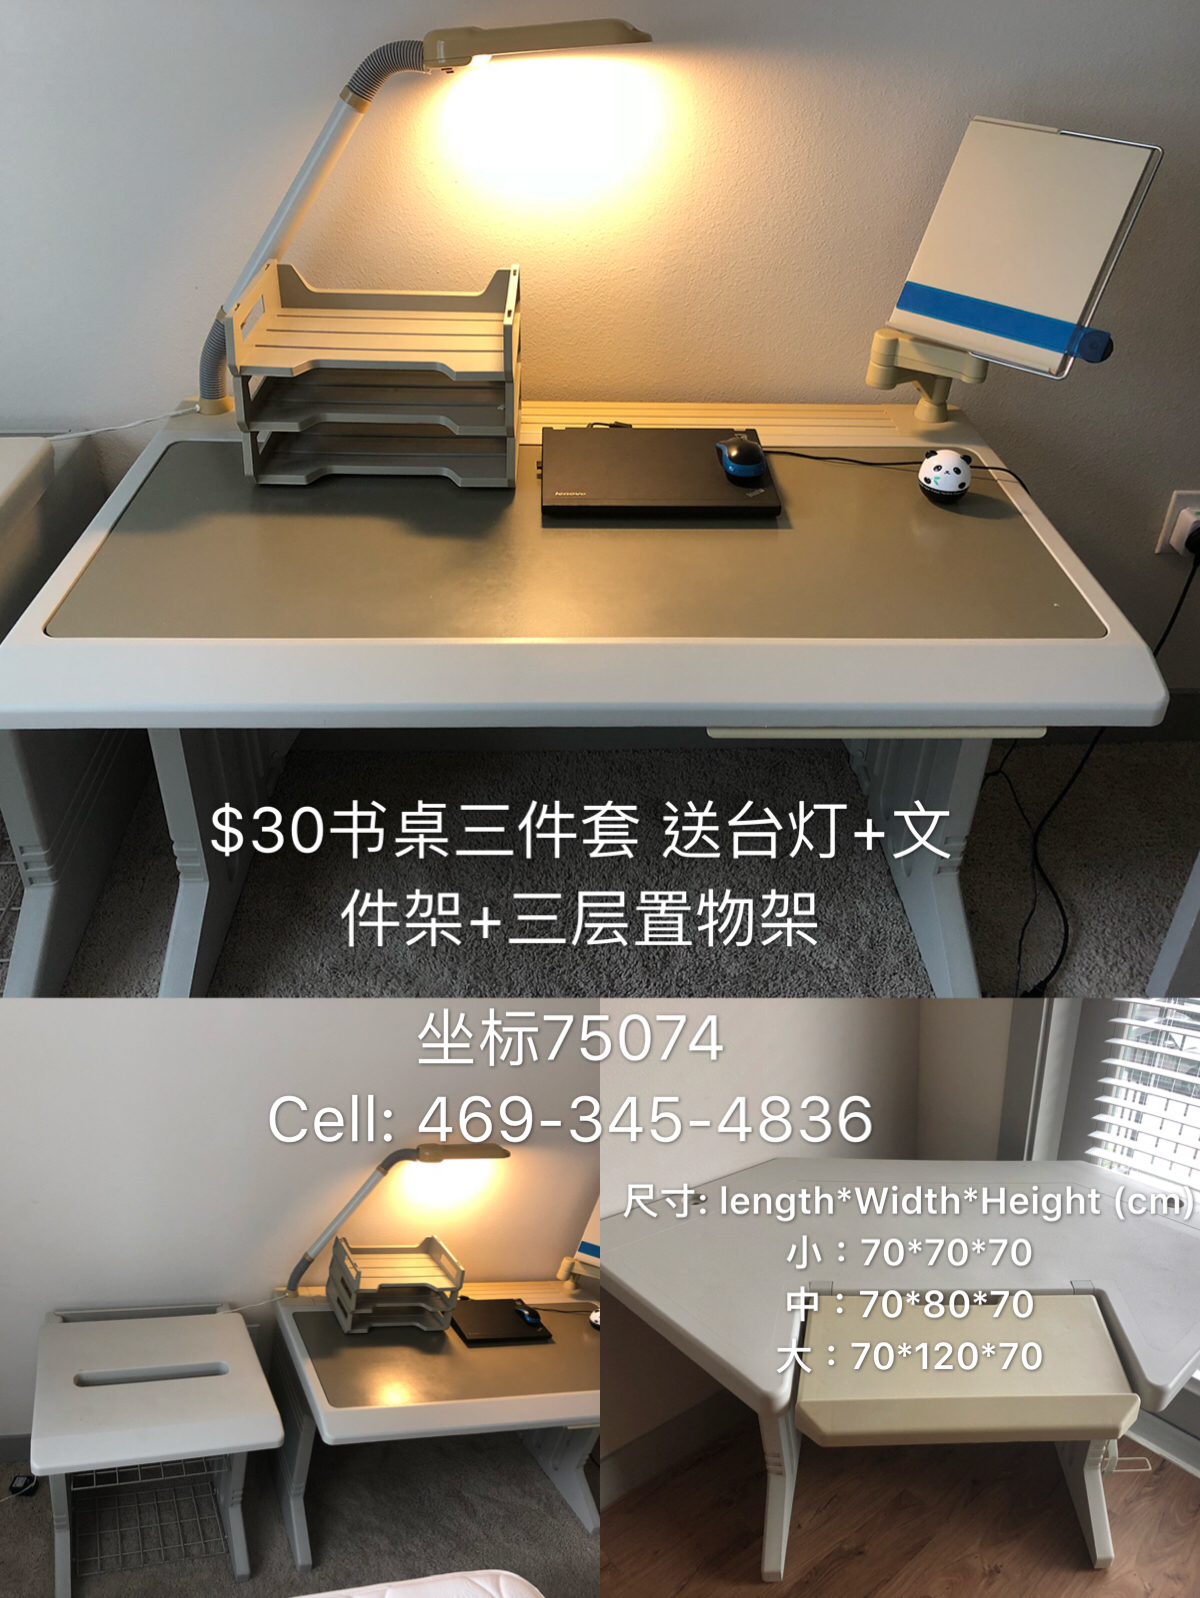 lenovo
$30书桌三件套 送台灯+文
件架+三层置物架
坐标75074
Cell: 469-345-4836
尺寸: length*Width*Height (cm)
小：70*70*70
中：70*80*70
大：70*120*70